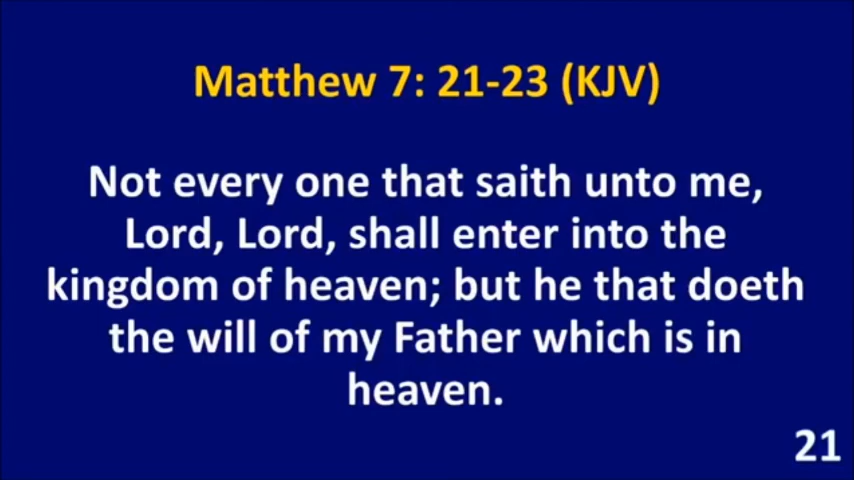 Matthew 7: 21-23 (KJV)
Not every one that saith unto me,
Lord, Lord, shall enter into the
kingdom of heaven; but he that doeth
the will of my Father which is in
heaven.
21